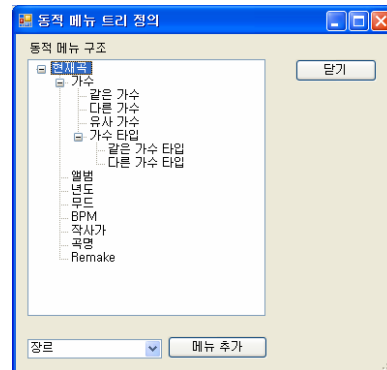 동적 메뉴 트리 정의
동적 메뉴 구조
현재곡
가수
같은 가수
다른 가수
유사 가수
가수 타입
같은 가수 타입
다른 가수 타입
앨범
년도
무드
BPM
작사가
곡명
Remake
닫기
장르
메뉴 추가